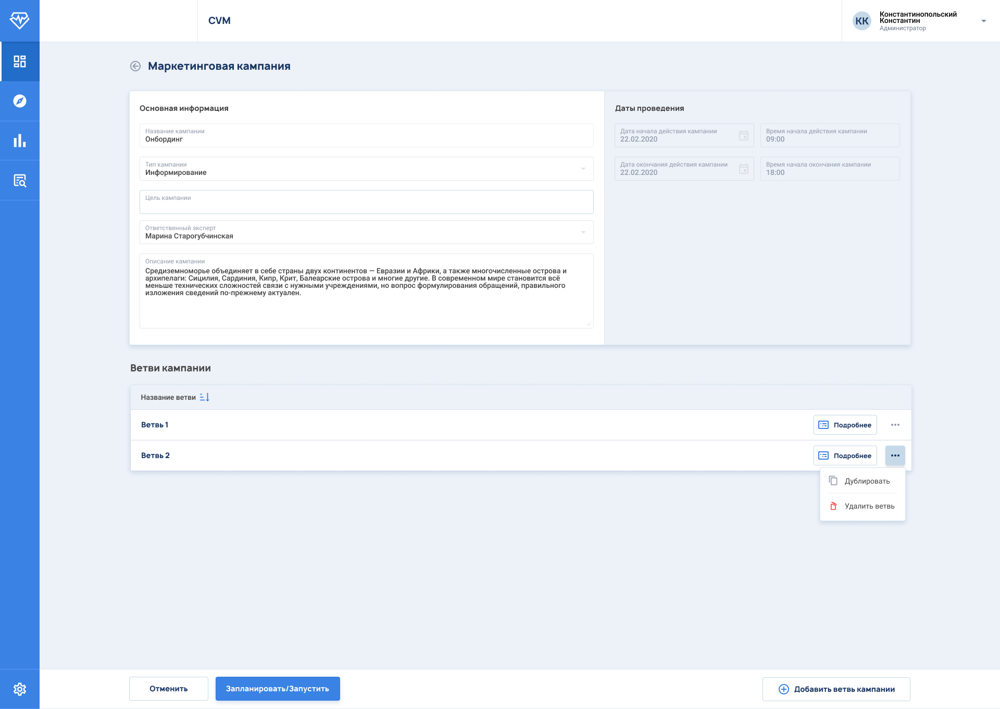 CVM
КК
Константинопольский
Константин
Администратор
Маркетинговая кампания
Основная информация
Название кампании
Онбординг
Тип кампании
Информирование
Цель кампании
Ответственный эксперт
Марина Старогубчинская
Описание кампании
Средиземноморье объединяет в себе страны двух континентов — Евразии и Африки, а также многочисленные острова и
архипелаги: Сицилия, Сардиния, Кипр, Крит, Балеарские острова и многие другие. В современном мире становится всё
меньше технических сложностей связи с нужными учреждениями, но вопрос формулирования обращений, правильного
изложения сведений по-прежнему актуален.
Даты проведения
Дата начала действия кампании
22.02.2020
Время начала действия кампании
09:00
Дата окончания действия кампании
22.02.2020
Время начала окончания кампании
18:00
Ветви кампании
Название ветви
Ветвь 1
Подробнее
Ветвь 2
Подробнее
Дублировать
Удалить ветвь
Отменить
Запланировать/Запустить
Добавить ветвь кампании